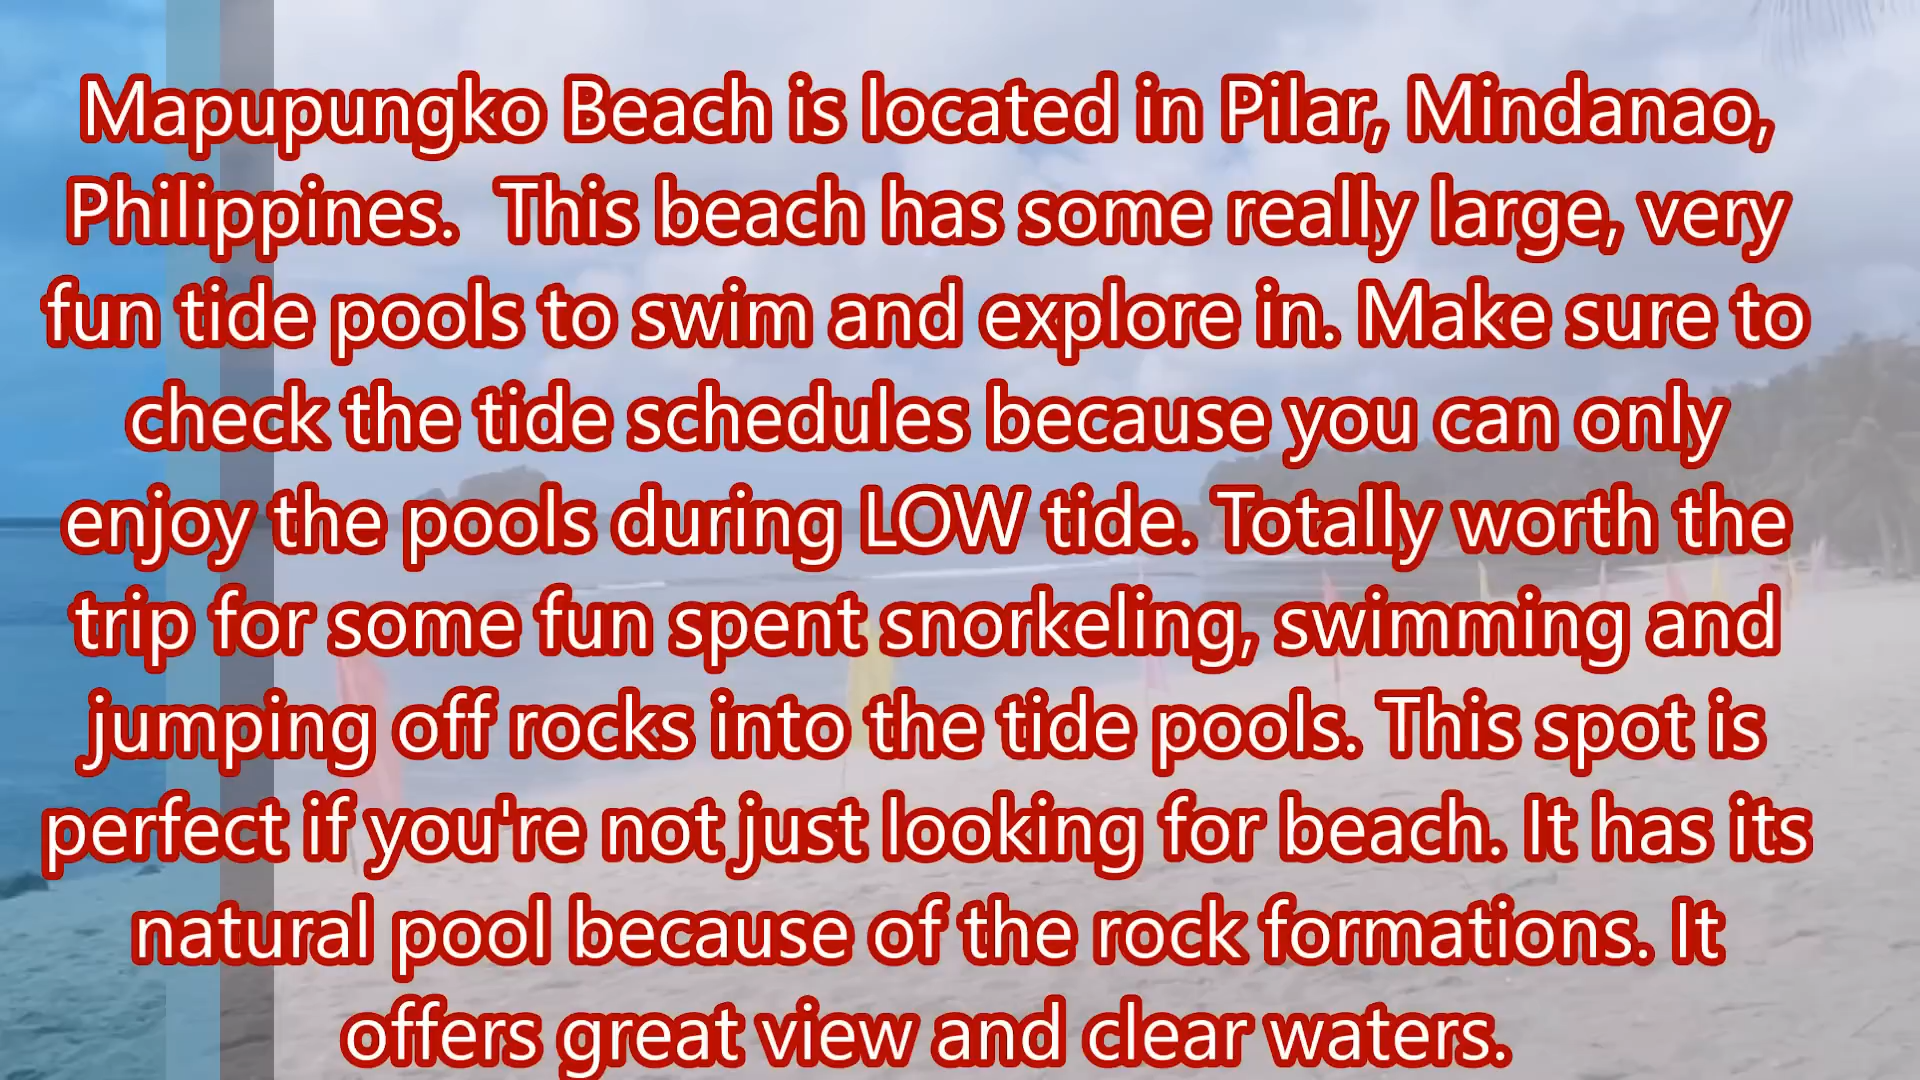 Mapupungko Beach is located in Pilar, Mindanao,
Philippines.  This beach has some really large, very
fun tide pools to swim and explore in. Make sure to
check the tide schedules because you can only
enjoy the pools during LOW tide. Totally worth the
trip for some fun spent snorkeling, swimming and
jumping off rocks into the tide pools. This spot is
perfect if you're not just looking for beach. It has its
natural pool because of the rock formations. It
offers great view and clear waters.